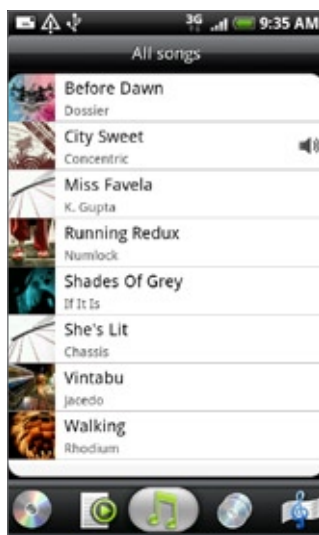 3G 9:35 AM
All songs
Before Dawn
Dossier
City Sweet
Concentric
Miss Favela
K. Gupta
Running Redux
Numlock
Shades Of Grey
If It Is
She's Lit
Chassis
Vintabu
Jacedo
Walking
Rhodium